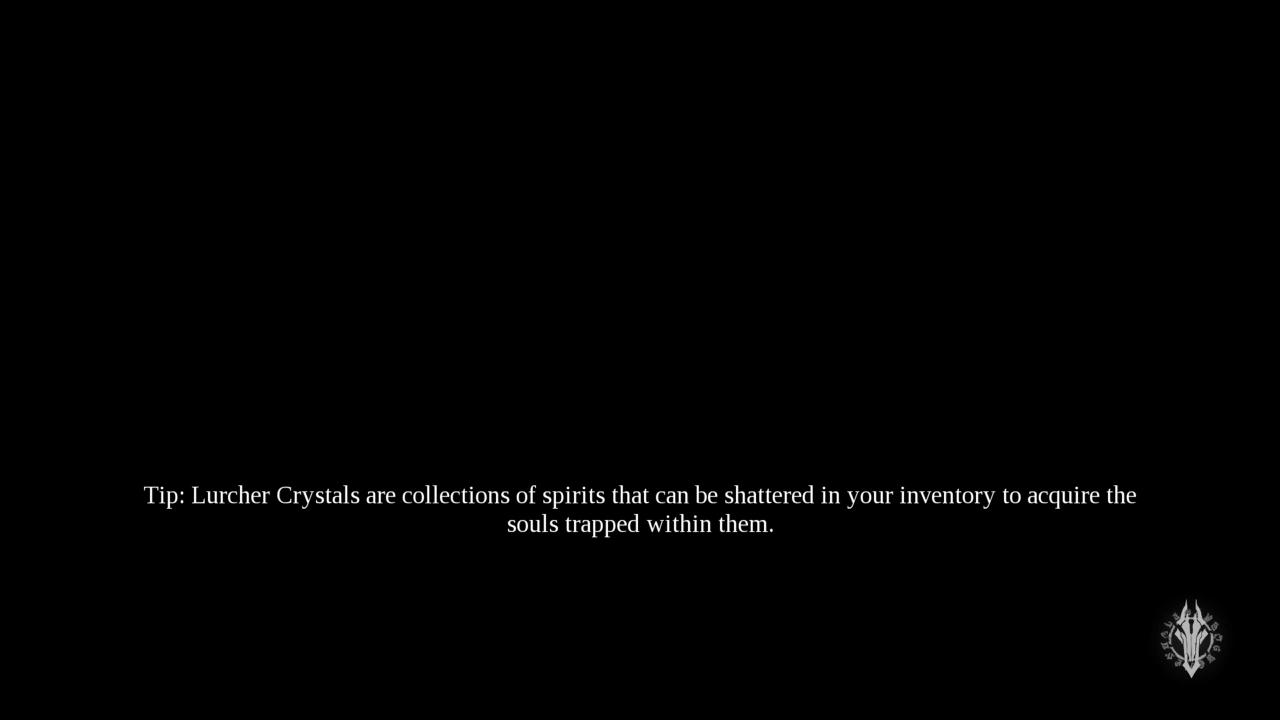 Tip: Lurcher Crystals are collections of spirits that can be shattered in your inventory to acquire the
souls trapped within them.